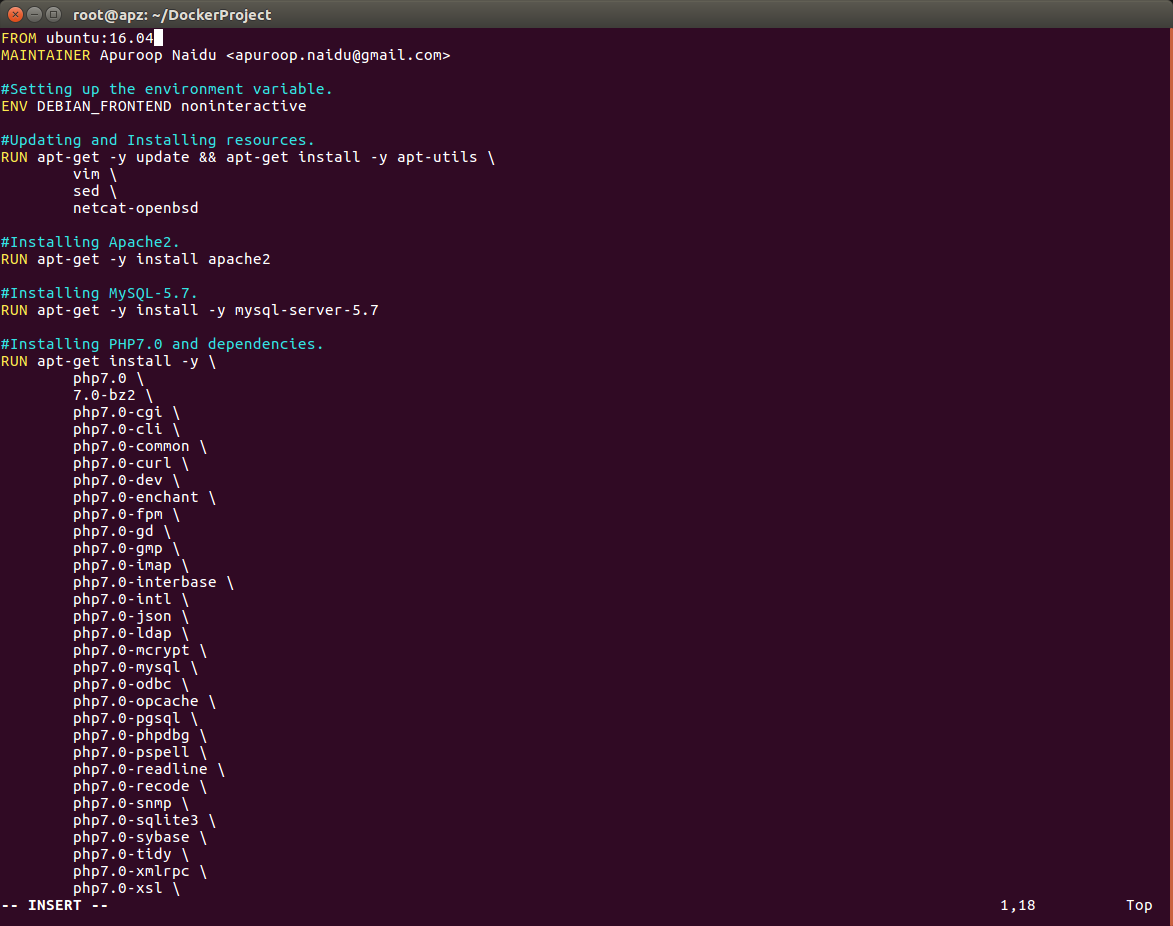 root@apz: ~/DockerProject
FROM ubuntu:16.04
MAINTAINER Apuroop Naidu <apuroop.naidu@gmail.com>
#Setting up the environment variable.
ENV DEBIAN_FRONTEND noninteractive
#Updating and Installing resources.
RUN apt-get -y update && apt-get install -y apt-utils \
vim \
sed \
netcat-openbsd
#Installing Apache2.
RUN apt-get -y install apache2
#Installing MySQL-5.7.
RUN apt-get -y install -y mysql-server-5.7
#Installing PHP7.0 and dependencies.
RUN apt-get install -y \
php7.0 \
7.0-bz2 \
php7.0-cgi \
php7.0-cli \
php7.0-common \
php7.0-curl \
php7.0-dev \
php7.0-enchant \
php7.0-fpm \
php7.0-gd \
php7.0-gmp \
php7.0-imap \
php7.0-interbase \
php7.0-intl \
php7.0-json \
php7.0-ldap \
php7.0-mcrypt \
php7.0-mysql \
php7.0-odbc \
php7.0-opcache \
php7.0-pgsql \
php7.0-phpdbg \
php7.0-pspell \
php7.0-readline \
php7.0-recode \
php7.0-snmp \
php7.0-sqlite3 \
php7.0-sybase \
php7.0-tidy \
php7.0-xmlrpc \
php7.0-xsl \
-- INSERT -- 1,18 Top